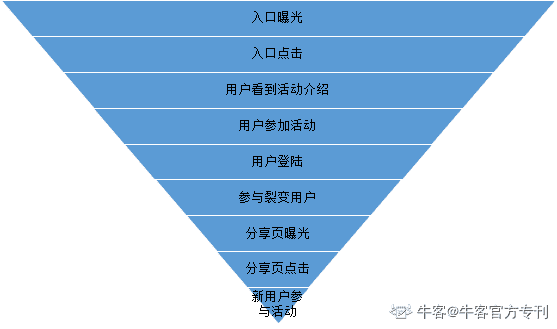 入口曝光
入口点击
用户看到活动介绍
用户参加活动
用户登陆
参与裂变用户
分享页曝光
分享页点击
新用户参
与活动
牛客@牛客官方专刊